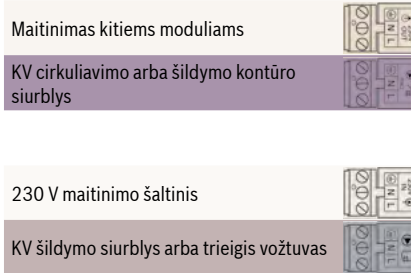 Maitinimas kitiems moduliams
KV cirkuliavimo arba šildymo kontūro
siurblys
230 V maitinimo šaltinis
KV šildymo siurblys arba trieigis vožtuvas